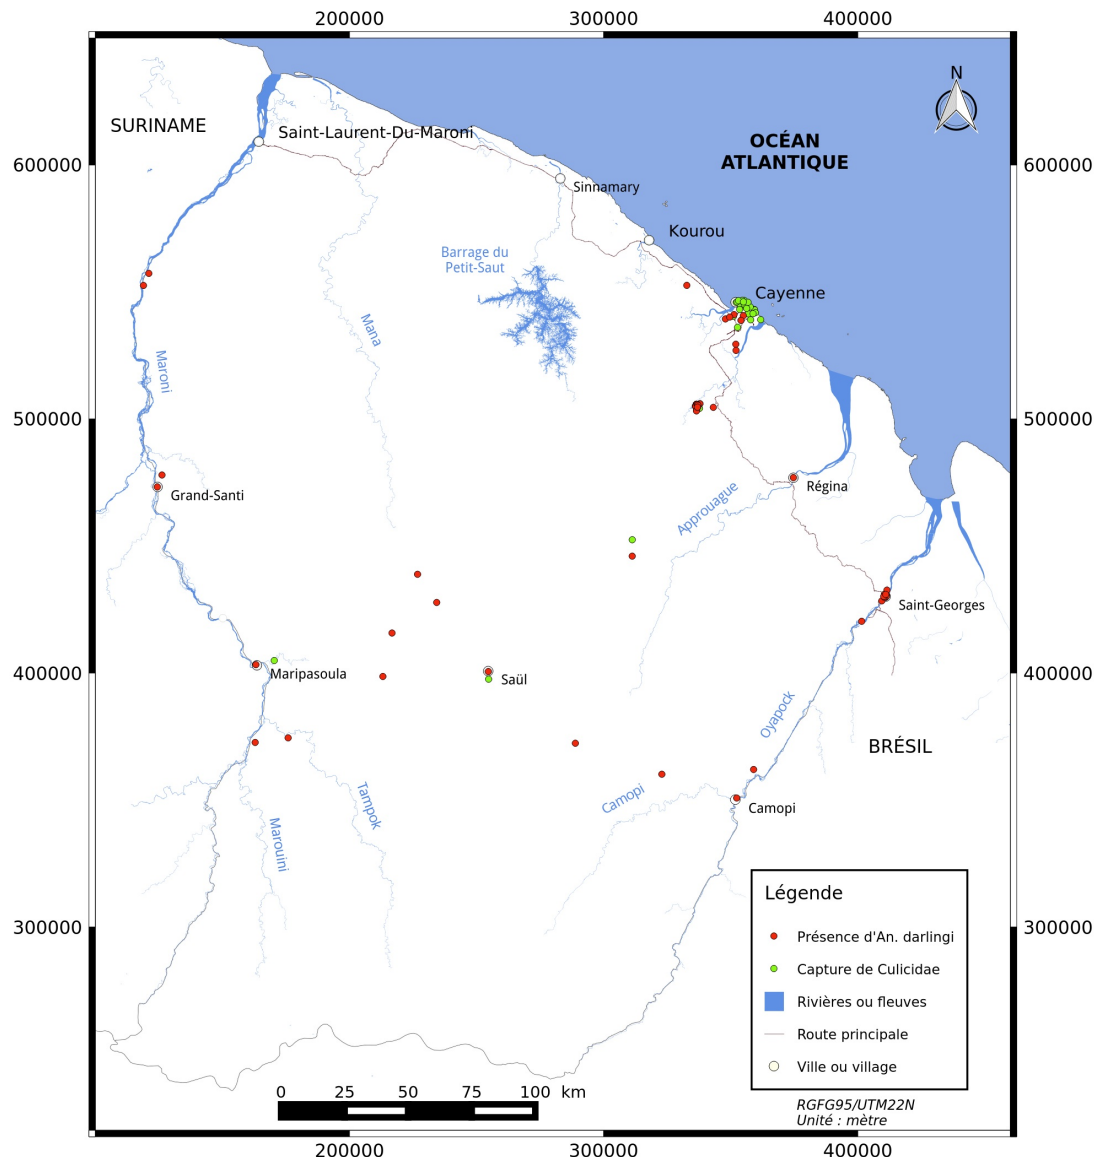 200000
300000
400000
N
SURINAME
Saint-Laurent-Du-Maroni
OCÉAN
ATLANTIQUE
600000
600000
Sinnamary
Kourou
Barrage du
Petit-Saut
Cayenne
Mana
Maroni
500000
500000
Grand-Santi
Régina
Approuague
Saint-Georges
400000
400000
Maripasoula
Saül
Oyapock
BRÉSIL
Camopi
Camopi
Tampok
Marouini
Légende
Présence d'An. darlingi
Capture de Culicidae
Rivières ou fleuves
Route principale
Ville ou village
300000
300000
0 25 50 75 100 km
RGFG95/UTM22N
Unité : mètre
200000
300000
400000